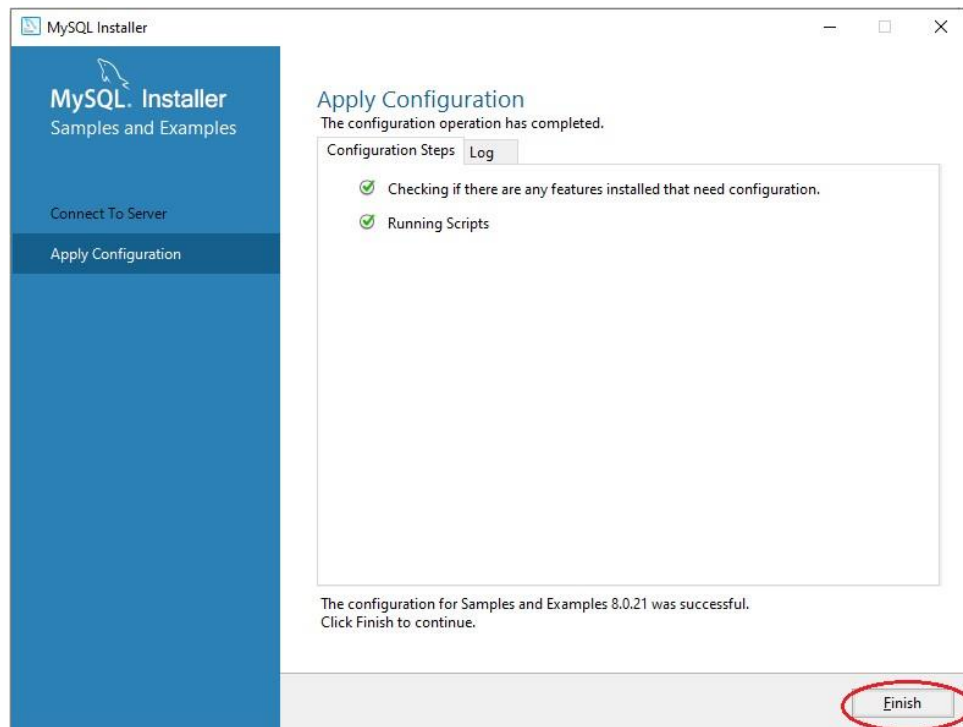 MySQL Installer
MySQL. Installer
Samples and Examples
Connect To Server
Apply Configuration
Apply Configuration
The configuration operation has completed.
Configuration Steps Log
Checking if there are any features installed that need configuration.
Running Scripts
The configuration for Samples and Examples 8.0.21 was successful.
Click Finish to continue.
Finish